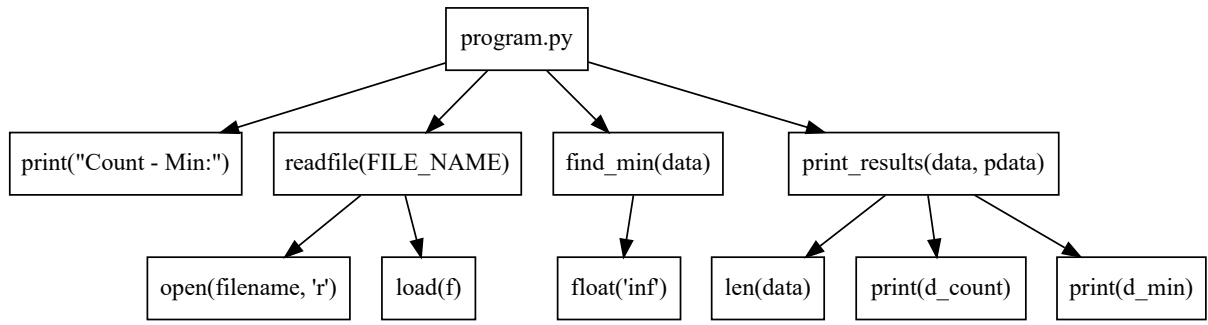 program.py
print("Count - Min:")
readfile(FILE_NAME)
find_min(data)
print_results(data, pdata)
open(filename, 'r')
load(f)
float('inf')
len(data)
print(d_count)
print(d_min)